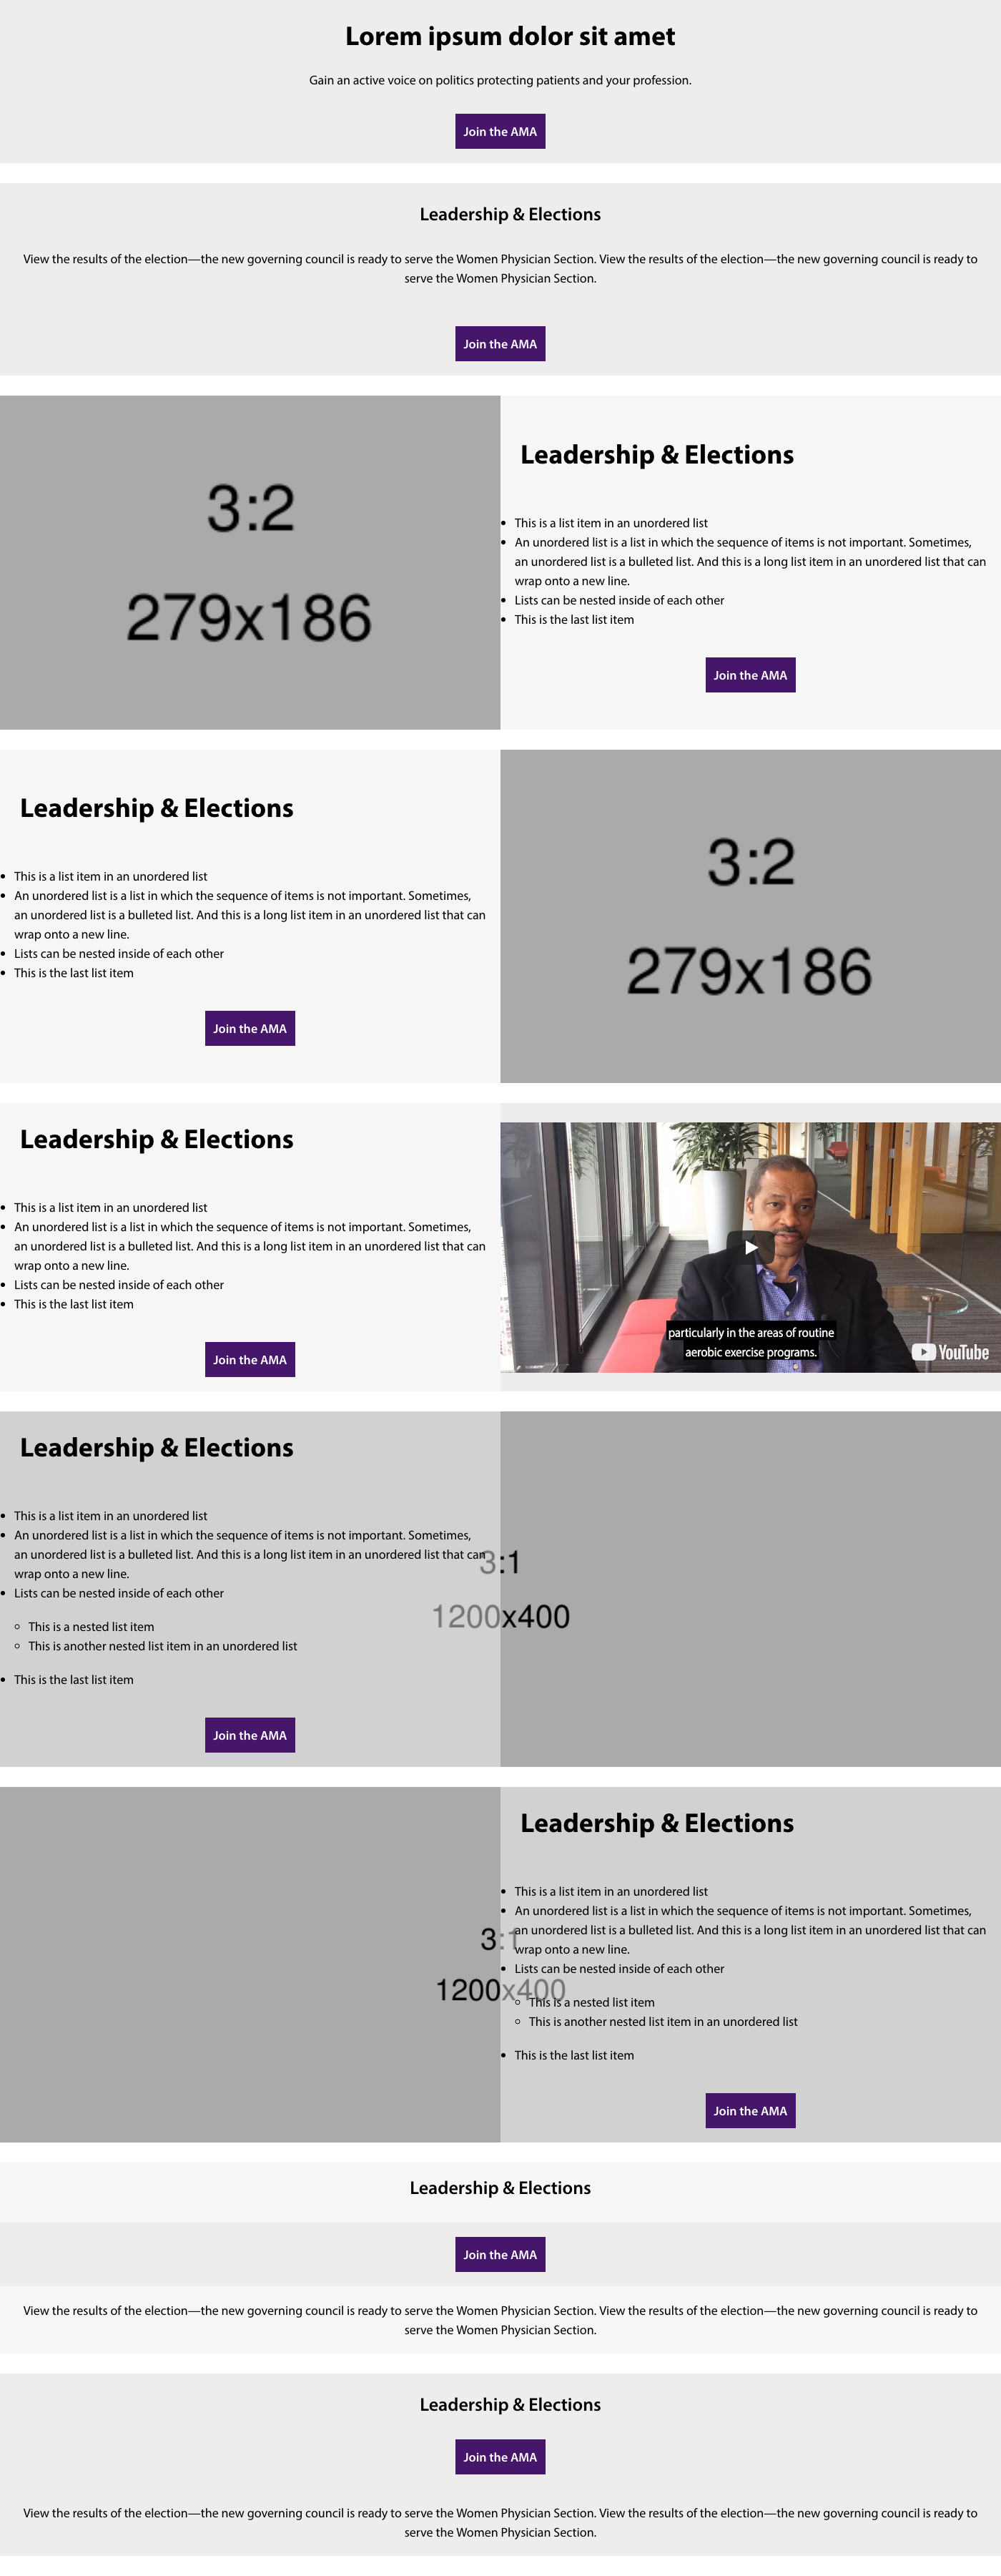 Lorem ipsum dolor sit amet
Gain an active voice on politics protecting patients and your profession.
Join the AMA
Leadership & Elections
View the results of the election—the new governing council is ready to serve the Women Physician Section. View the results of the election—the new governing council is ready to
serve the Women Physician Section.
Join the AMA
3:2
279x186
Leadership & Elections
This is a list item in an unordered list
An unordered list is a list in which the sequence of items is not important. Sometimes,
an unordered list is a bulleted list. And this is a long list item in an unordered list that can
wrap onto a new line.
Lists can be nested inside of each other
This is the last list item
Join the AMA
Leadership & Elections
This is a list item in an unordered list
An unordered list is a list in which the sequence of items is not important. Sometimes,
an unordered list is a bulleted list. And this is a long list item in an unordered list that can
wrap onto a new line.
Lists can be nested inside of each other
This is the last list item
Join the AMA
3:2
279x186
Leadership & Elections
This is a list item in an unordered list
An unordered list is a list in which the sequence of items is not important. Sometimes,
an unordered list is a bulleted list. And this is a long list item in an unordered list that can
wrap onto a new line.
Lists can be nested inside of each other
This is the last list item
Join the AMA
particularly in the areas of routine
aerobic exercise programs.
YouTube
Leadership & Elections
This is a list item in an unordered list
An unordered list is a list in which the sequence of items is not important. Sometimes,
an unordered list is a bulleted list. And this is a long list item in an unordered list that can
wrap onto a new line.
Lists can be nested inside of each other
This is a nested list item
This is another nested list item in an unordered list
This is the last list item
Join the AMA
3:1
1200x400
Leadership & Elections
This is a list item in an unordered list
An unordered list is a list in which the sequence of items is not important. Sometimes,
an unordered list is a bulleted list. And this is a long list item in an unordered list that can
wrap onto a new line.
Lists can be nested inside of each other
This is a nested list item
This is another nested list item in an unordered list
This is the last list item
Join the AMA
3:1
1200x400
Leadership & Elections
Join the AMA
View the results of the election—the new governing council is ready to serve the Women Physician Section. View the results of the election—the new governing council is ready to
serve the Women Physician Section.
Leadership & Elections
Join the AMA
View the results of the election—the new governing council is ready to serve the Women Physician Section. View the results of the election—the new governing council is ready to
serve the Women Physician Section.